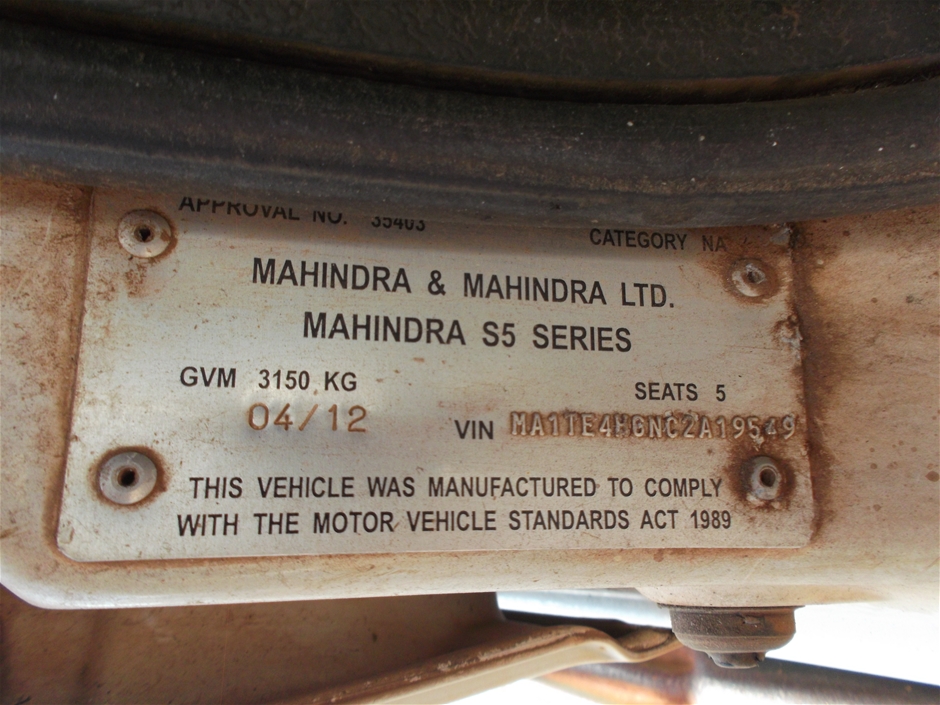 APPROVAL NO. 35403
CATEGORY NA
MAHINDRA & MAHINDRA LTD.
MAHINDRA S5 SERIES
GVM 3150 KG SEATS 5
04/12 VIN MA1TE4HGNC2A19549
THIS VEHICLE WAS MANUFACTURED TO COMPLY
WITH THE MOTOR VEHICLE STANDARDS ACT 1989